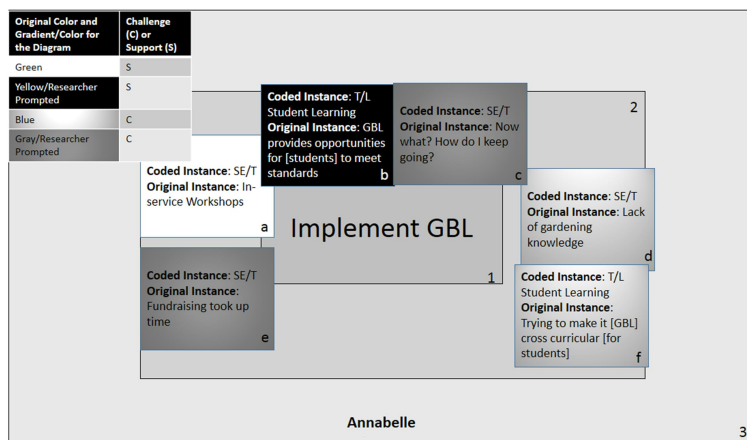 Original Color and
Gradient/Color for
the Diagram
Challenge
(C) or
Support (S)
Green
S
Yellow/Researcher
Prompted
S
Blue
C
Gray/Researcher
Prompted
C
2
Coded Instance: T/L
Student Learning
Original Instance: GBL
provides opportunities
for [students] to meet
standards
b
Coded Instance: SE/T
Original Instance: Now
what? How do I keep
going?
c
Coded Instance: SE/T
Original Instance: In-
service Workshops
a
Implement GBL
1
Coded Instance: SE/T
Original Instance: Lack
of gardening
knowledge
d
Coded Instance: SE/T
Original Instance:
Fundraising took up
time
e
Coded Instance: T/L
Student Learning
Original Instance:
Trying to make it [GBL]
cross curricular [for
students]
f
Annabelle
3